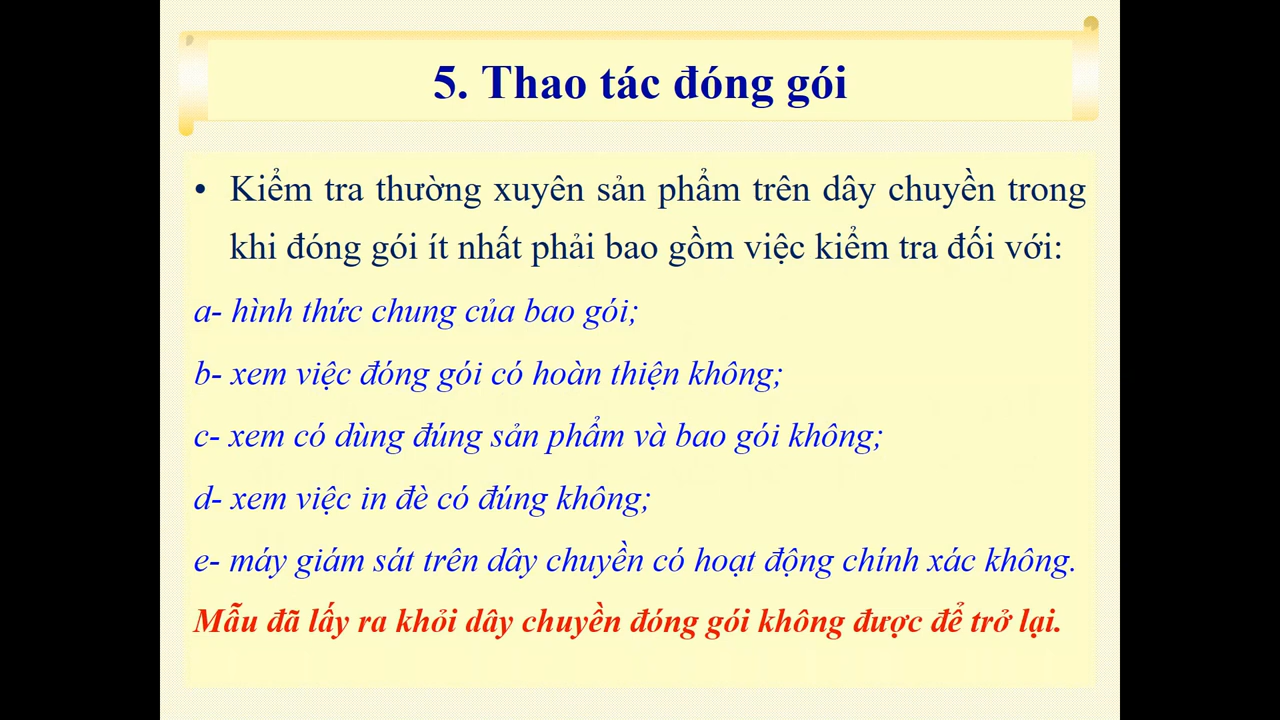 5. Thao tác đóng gói
• Kiểm tra thường xuyên sản phẩm trên dây chuyền trong
khi đóng gói ít nhất phải bao gồm việc kiểm tra đối với:
a- hình thức chung của bao gói;
b- xem việc đóng gói có hoàn thiện không;
c- xem có dùng đúng sản phẩm và bao gói không;
d- xem việc in đè có đúng không;
e- máy giám sát trên dây chuyền có hoạt động chính xác không.
Mẫu đã lấy ra khỏi dây chuyền đóng gói không được để trở lại.